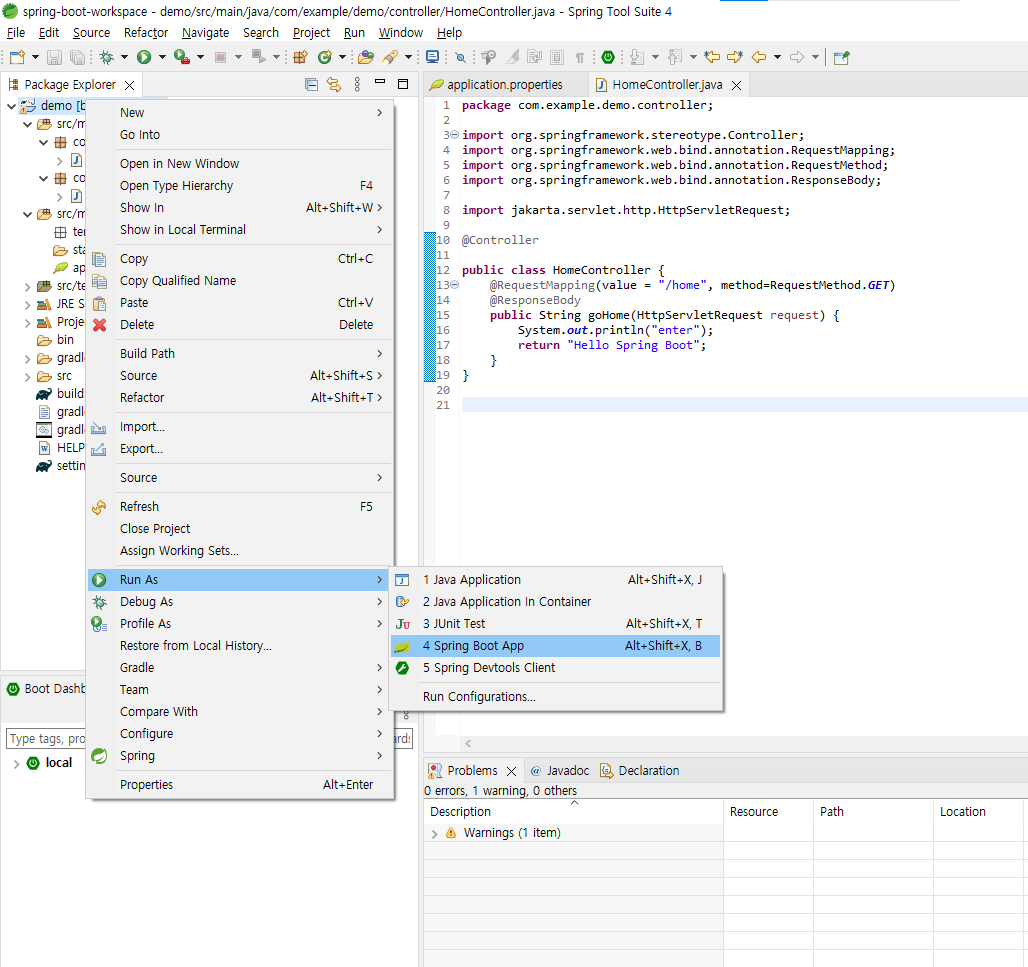 spring-boot-workspace - demo/src/main/java/com/example/demo/controller/HomeController.java - Spring Tool Suite 4
File Edit Source Refactor Navigate Search Project Run Window Help
Package Explorer
demo [b
src/m
co
co
src/m
ter
sta
ap
src/te
JRE S
Proje
bin
gradl
src
build
gradl
gradl
HELP
settin
New
Go Into
Open in New Window
Open Type Hierarchy F4
Show In Alt+Shift+W >
Show in Local Terminal
Copy Ctrl+C
Copy Qualified Name
Paste Ctrl+V
Delete Delete
Build Path
Source Alt+Shift+S >
Refactor Alt+Shift+T >
Import...
Export...
Source
Refresh F5
Close Project
Assign Working Sets...
Run As
Debug As
Profile As
Restore from Local History...
Gradle
Team
Compare With
Configure
Spring
Properties Alt+Enter
1 Java Application Alt+Shift+X, J
2 Java Application In Container
3 JUnit Test Alt+Shift+X, T
4 Spring Boot App Alt+Shift+X, B
5 Spring Devtools Client
Run Configurations...
Boot Dashb
Type tags, pro
local
application.properties HomeController.java
1 package com.example.demo.controller;
2
3 import org.springframework.stereotype.Controller;
4 import org.springframework.web.bind.annotation.RequestMapping;
5 import org.springframework.web.bind.annotation.RequestMethod;
6 import org.springframework.web.bind.annotation.ResponseBody;
7
8 import jakarta.servlet.http.HttpServletRequest;
9
10 @Controller
11
12 public class HomeController {
13 @RequestMapping(value = "/home", method=RequestMethod.GET)
14 @ResponseBody
15 public String goHome(HttpServletRequest request) {
16 System.out.println("enter");
17 return "Hello Spring Boot";
18 }
19 }
20
21
Problems @ Javadoc Declaration
0 errors, 1 warning, 0 others
Description Resource Path Location
Warnings (1 item)